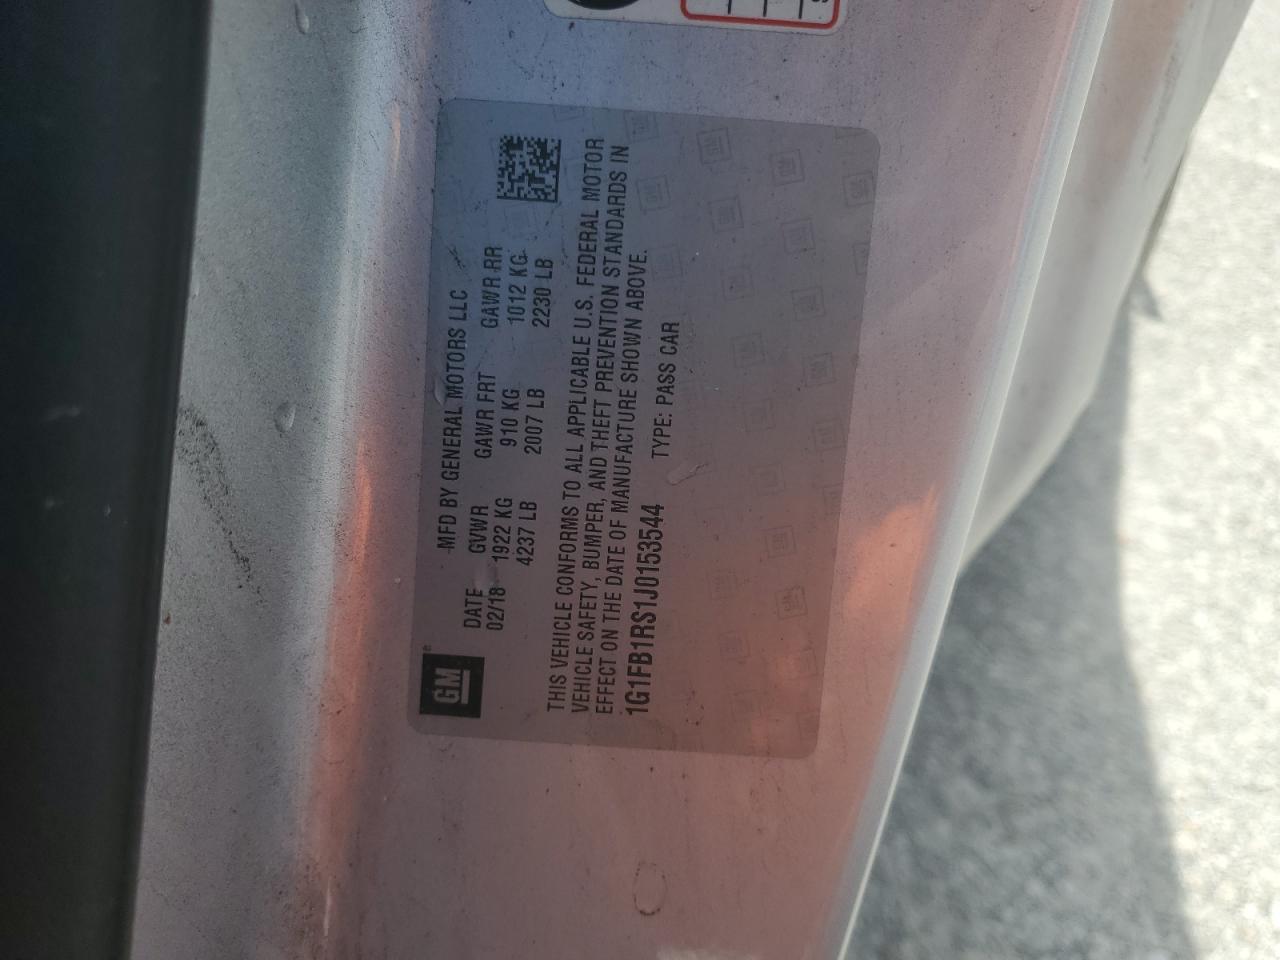 MFD BY GENERAL MOTORS LLC
DATE GVWR GAWR FRT GAWR RR
02/18 1922 KG 910 KG 1012 KG
4237 LB 2007 LB 2230 LB
GM
THIS VEHICLE CONFORMS TO ALL APPLICABLE U.S. FEDERAL MOTOR
VEHICLE SAFETY, BUMPER, AND THEFT PREVENTION STANDARDS IN
EFFECT ON THE DATE OF MANUFACTURE SHOWN ABOVE.
1G1FB1RS1J0153544 TYPE: PASS CAR